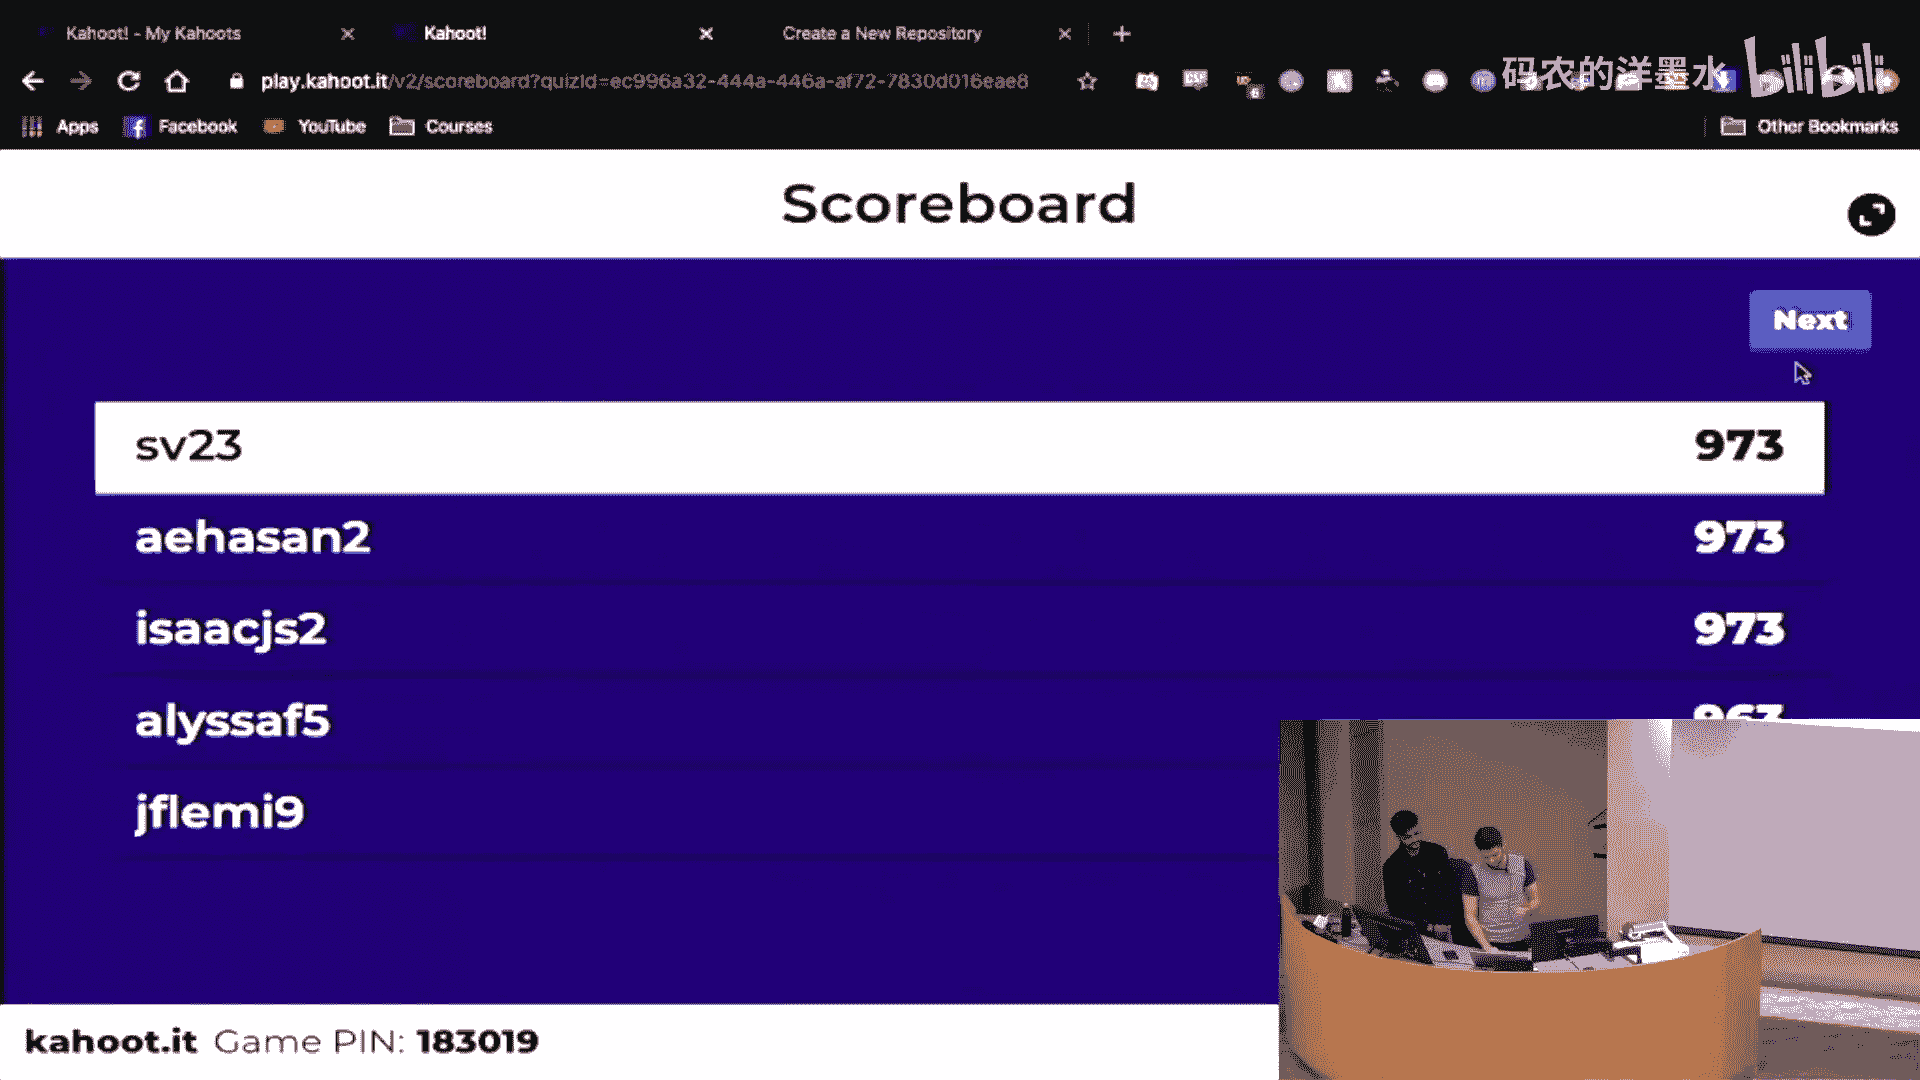 Kahoot! - My Kahoots
Kahoot!
Create a New Repository
play.kahoot.it/v2/scoreboard?quizId=ec996a32-444a-446a-af72-7830d016eae8
码农的洋墨水
bilibili
Apps
Facebook
YouTube
Courses
Other Bookmarks
Scoreboard
Next
sv23 973
aehasan2 973
isaacjs2 973
alyssaf5 963
jflemi9
kahoot.it Game PIN: 183019